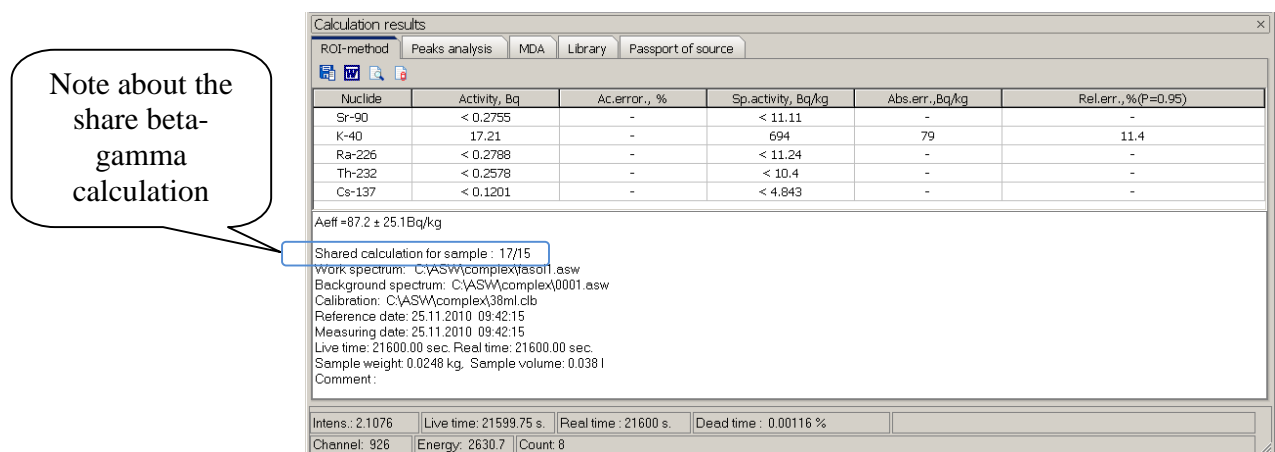 Calculation results
ROI-method Peaks analysis MDA Library Passport of source
Note about the
share beta-
gamma
calculation
Nuclide Activity, Bq Ac.error., % Sp.activity, Bq/kg Abs.err.,Bq/kg Rel.err.,%(P=0.95)
Sr-90 < 0.2755 - < 11.11 - -
K-40 17.21 - 694 79 11.4
Ra-226 < 0.2788 - < 11.24 - -
Th-232 < 0.2578 - < 10.4 - -
Cs-137 < 0.1201 - < 4.843 - -
Aeff =87.2 ± 25.1Bq/kg
Shared calculation for sample : 17/15
Work spectrum: C:\ASW\complex\fasol1.asw
Background spectrum: C:\ASW\complex\0001.asw
Calibration: C:\ASW\complex\38ml.clb
Reference date: 25.11.2010 09:42:15
Measuring date: 25.11.2010 09:42:15
Live time: 21600.00 sec. Real time: 21600.00 sec.
Sample weight: 0.0248 kg, Sample volume: 0.038 l
Comment :
Intens.: 2.1076 Live time: 21599.75 s. Real time : 21600 s. Dead time : 0.00116 %
Channel: 926 Energy: 2630.7 Count: 8